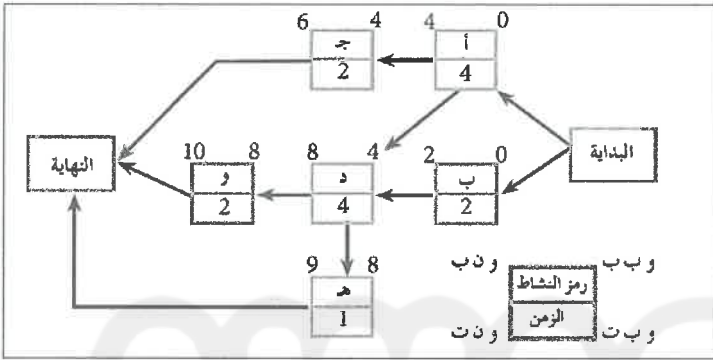 0 4 4 6
أ جـ
4 2
البداية
النهاية
0 2 4 8 8 10
ب د و
2 4 2
8 9
هـ
1
و ب ب و ن ب
رمز النشاط
الزمن
و ب ت و ن ت